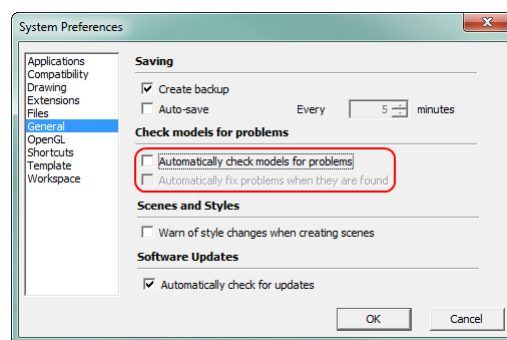 System Preferences
Applications
Compatibility
Drawing
Extensions
Files
General
OpenGL
Shortcuts
Template
Workspace
Saving
Create backup
Auto-save Every 5 minutes
Check models for problems
Automatically check models for problems
Automatically fix problems when they are found
Scenes and Styles
Warn of style changes when creating scenes
Software Updates
Automatically check for updates
OK Cancel